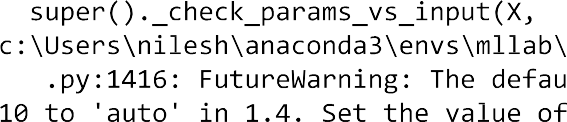 super()._check_params_vs_input(X,
c:\Users\nilesh\anaconda3\envs\mllab\
.py:1416: FutureWarning: The defau
10 to 'auto' in 1.4. Set the value of